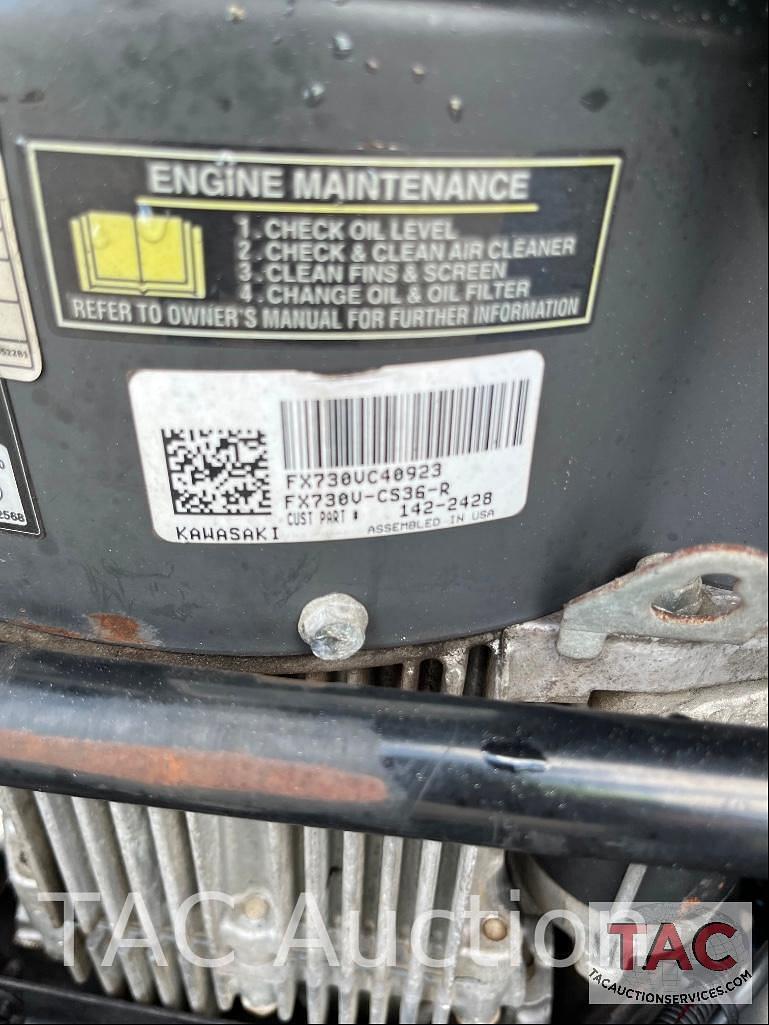 ENGINE MAINTENANCE
1. CHECK OIL LEVEL
2. CHECK & CLEAN AIR CLEANER
3. CLEAN FINS & SCREEN
4. CHANGE OIL & OIL FILTER
REFER TO OWNER'S MANUAL FOR FURTHER INFORMATION
FX730VC40923
FX730V-CS36-R
CUST PART # 142-2428
KAWASAKI ASSEMBLED IN USA
2568
TAC Auction
TAC
TACAUCTIONSERVICES.COM